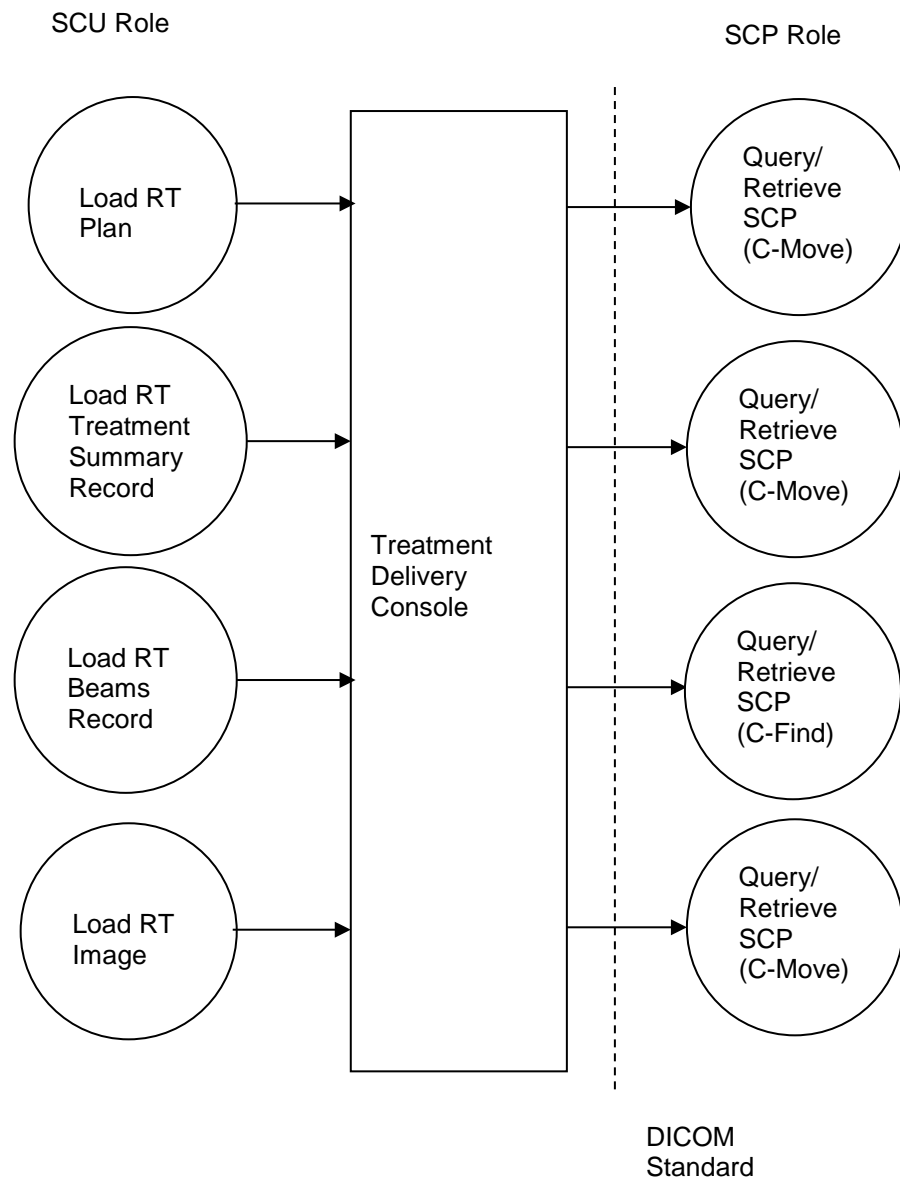 SCU Role
SCP Role
Load RT
Plan
Query/
Retrieve
SCP
(C-Move)
Load RT
Treatment
Summary
Record
Query/
Retrieve
SCP
(C-Move)
Treatment
Delivery
Console
Load RT
Beams
Record
Query/
Retrieve
SCP
(C-Find)
Load RT
Image
Query/
Retrieve
SCP
(C-Move)
DICOM
Standard